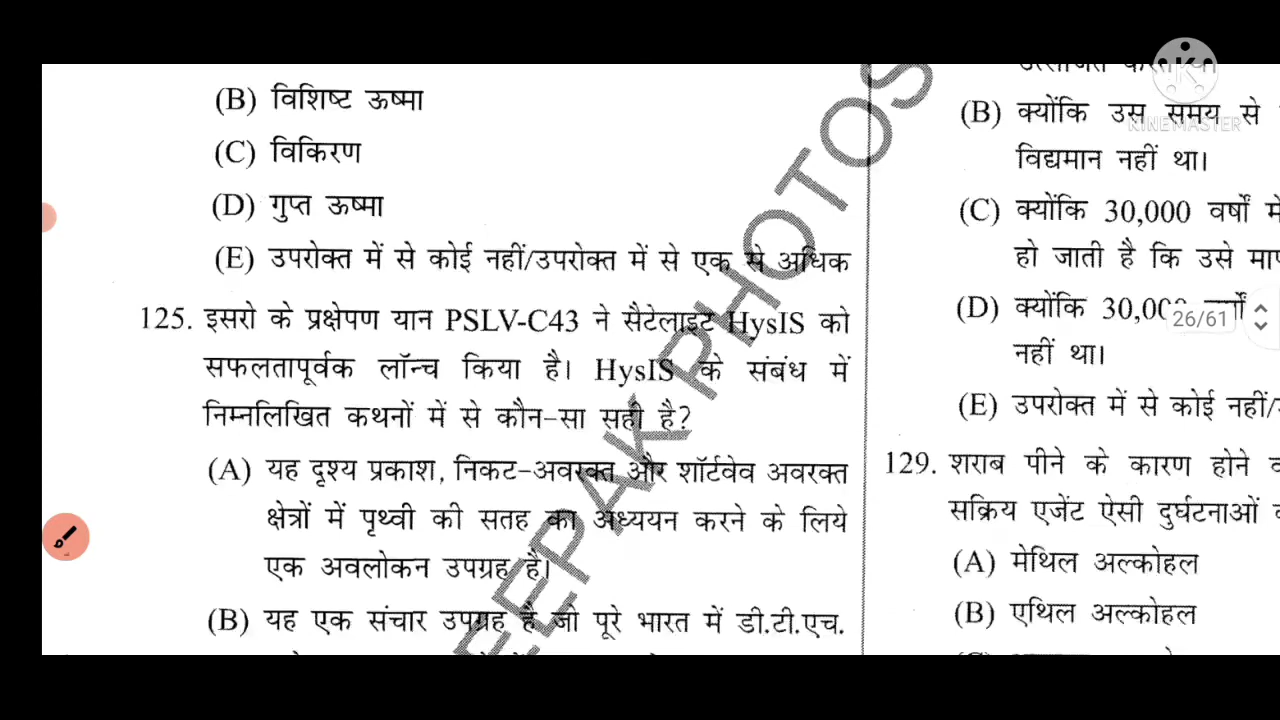 (B) विशिष्ट ऊष्मा
(C) विकिरण
(D) गुप्त ऊष्मा
(E) उपरोक्त में से कोई नहीं/उपरोक्त में से एक से अधिक
125. इसरो के प्रक्षेपण यान PSLV-C43 ने सैटेलाइट HysIS को
सफलतापूर्वक लॉन्च किया है। HysIS के संबंध में
निम्नलिखित कथनों में से कौन-सा सही है?
(A) यह दृश्य प्रकाश, निकट-अवरक्त और शॉर्टवेव अवरक्त
क्षेत्रों में पृथ्वी की सतह का अध्ययन करने के लिये
एक अवलोकन उपग्रह है।
(B) यह एक संचार उपग्रह है जो पूरे भारत में डी.टी.एच.
(B) क्योंकि उस समय से
विद्यमान नहीं था।
(C) क्योंकि 30,000 वर्षों में
हो जाती है कि उसे
(D) क्योंकि
नहीं था।
(E) उपरोक्त में से कोई नहीं/
129. शराब पीने के कारण होने
सक्रिय एजेंट ऐसी दुर्घटनाओं
(A) मेथिल अल्कोहल
(B) एथिल अल्कोहल
26/61
KINEMASTER
EEPAK PHOTOS